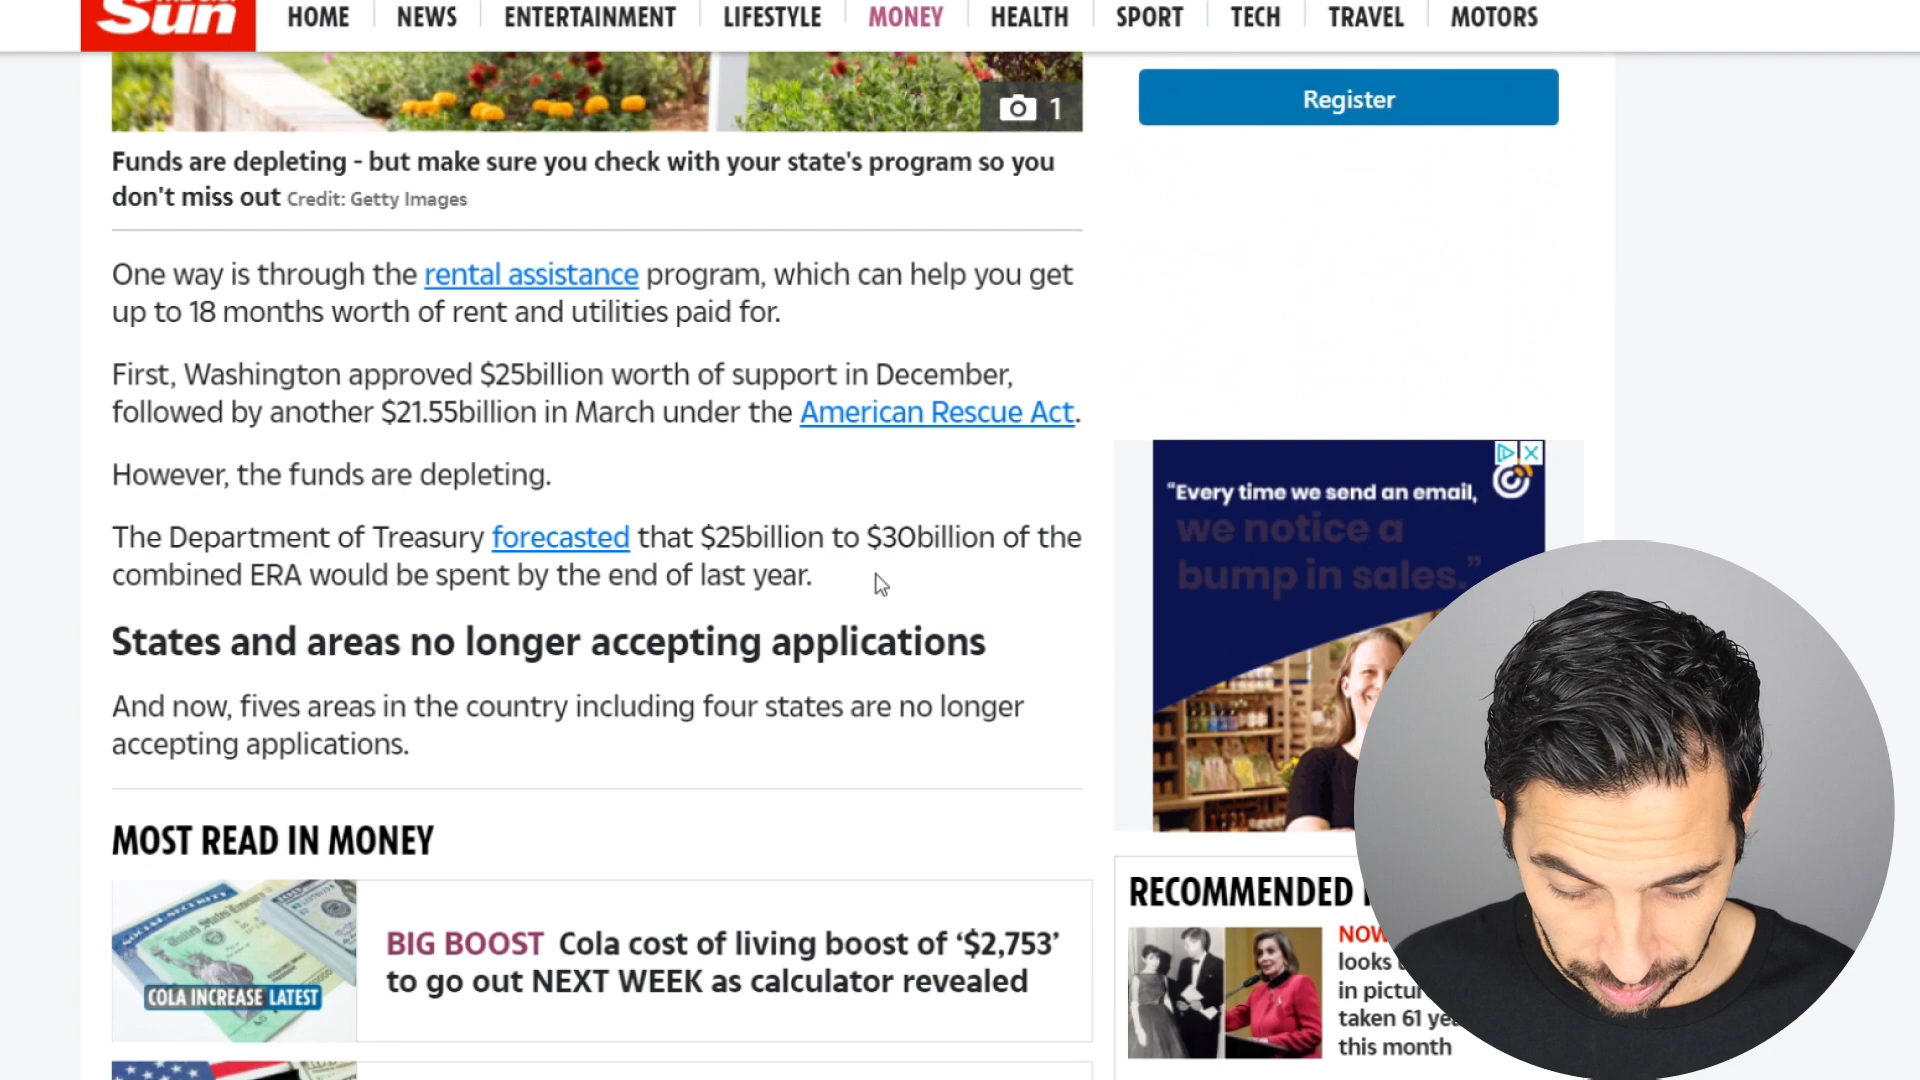 Sun
HOME NEWS ENTERTAINMENT LIFESTYLE MONEY HEALTH SPORT TECH TRAVEL MOTORS
1
Funds are depleting - but make sure you check with your state's program so you
don't miss out Credit: Getty Images
One way is through the rental assistance program, which can help you get
up to 18 months worth of rent and utilities paid for.
First, Washington approved $25billion worth of support in December,
followed by another $21.55billion in March under the American Rescue Act.
However, the funds are depleting.
The Department of Treasury forecasted that $25billion to $30billion of the
combined ERA would be spent by the end of last year.
States and areas no longer accepting applications
And now, fives areas in the country including four states are no longer
accepting applications.
MOST READ IN MONEY
SOCIAL SECURITY
United States Treasury
COLA INCREASE LATEST
BIG BOOST Cola cost of living boost of ‘$2,753’
to go out NEXT WEEK as calculator revealed
Register
“Every time we send an email,
we notice a
bump in sales.”
RECOMMENDED
NOW
looks
in pictur
taken 61
this month